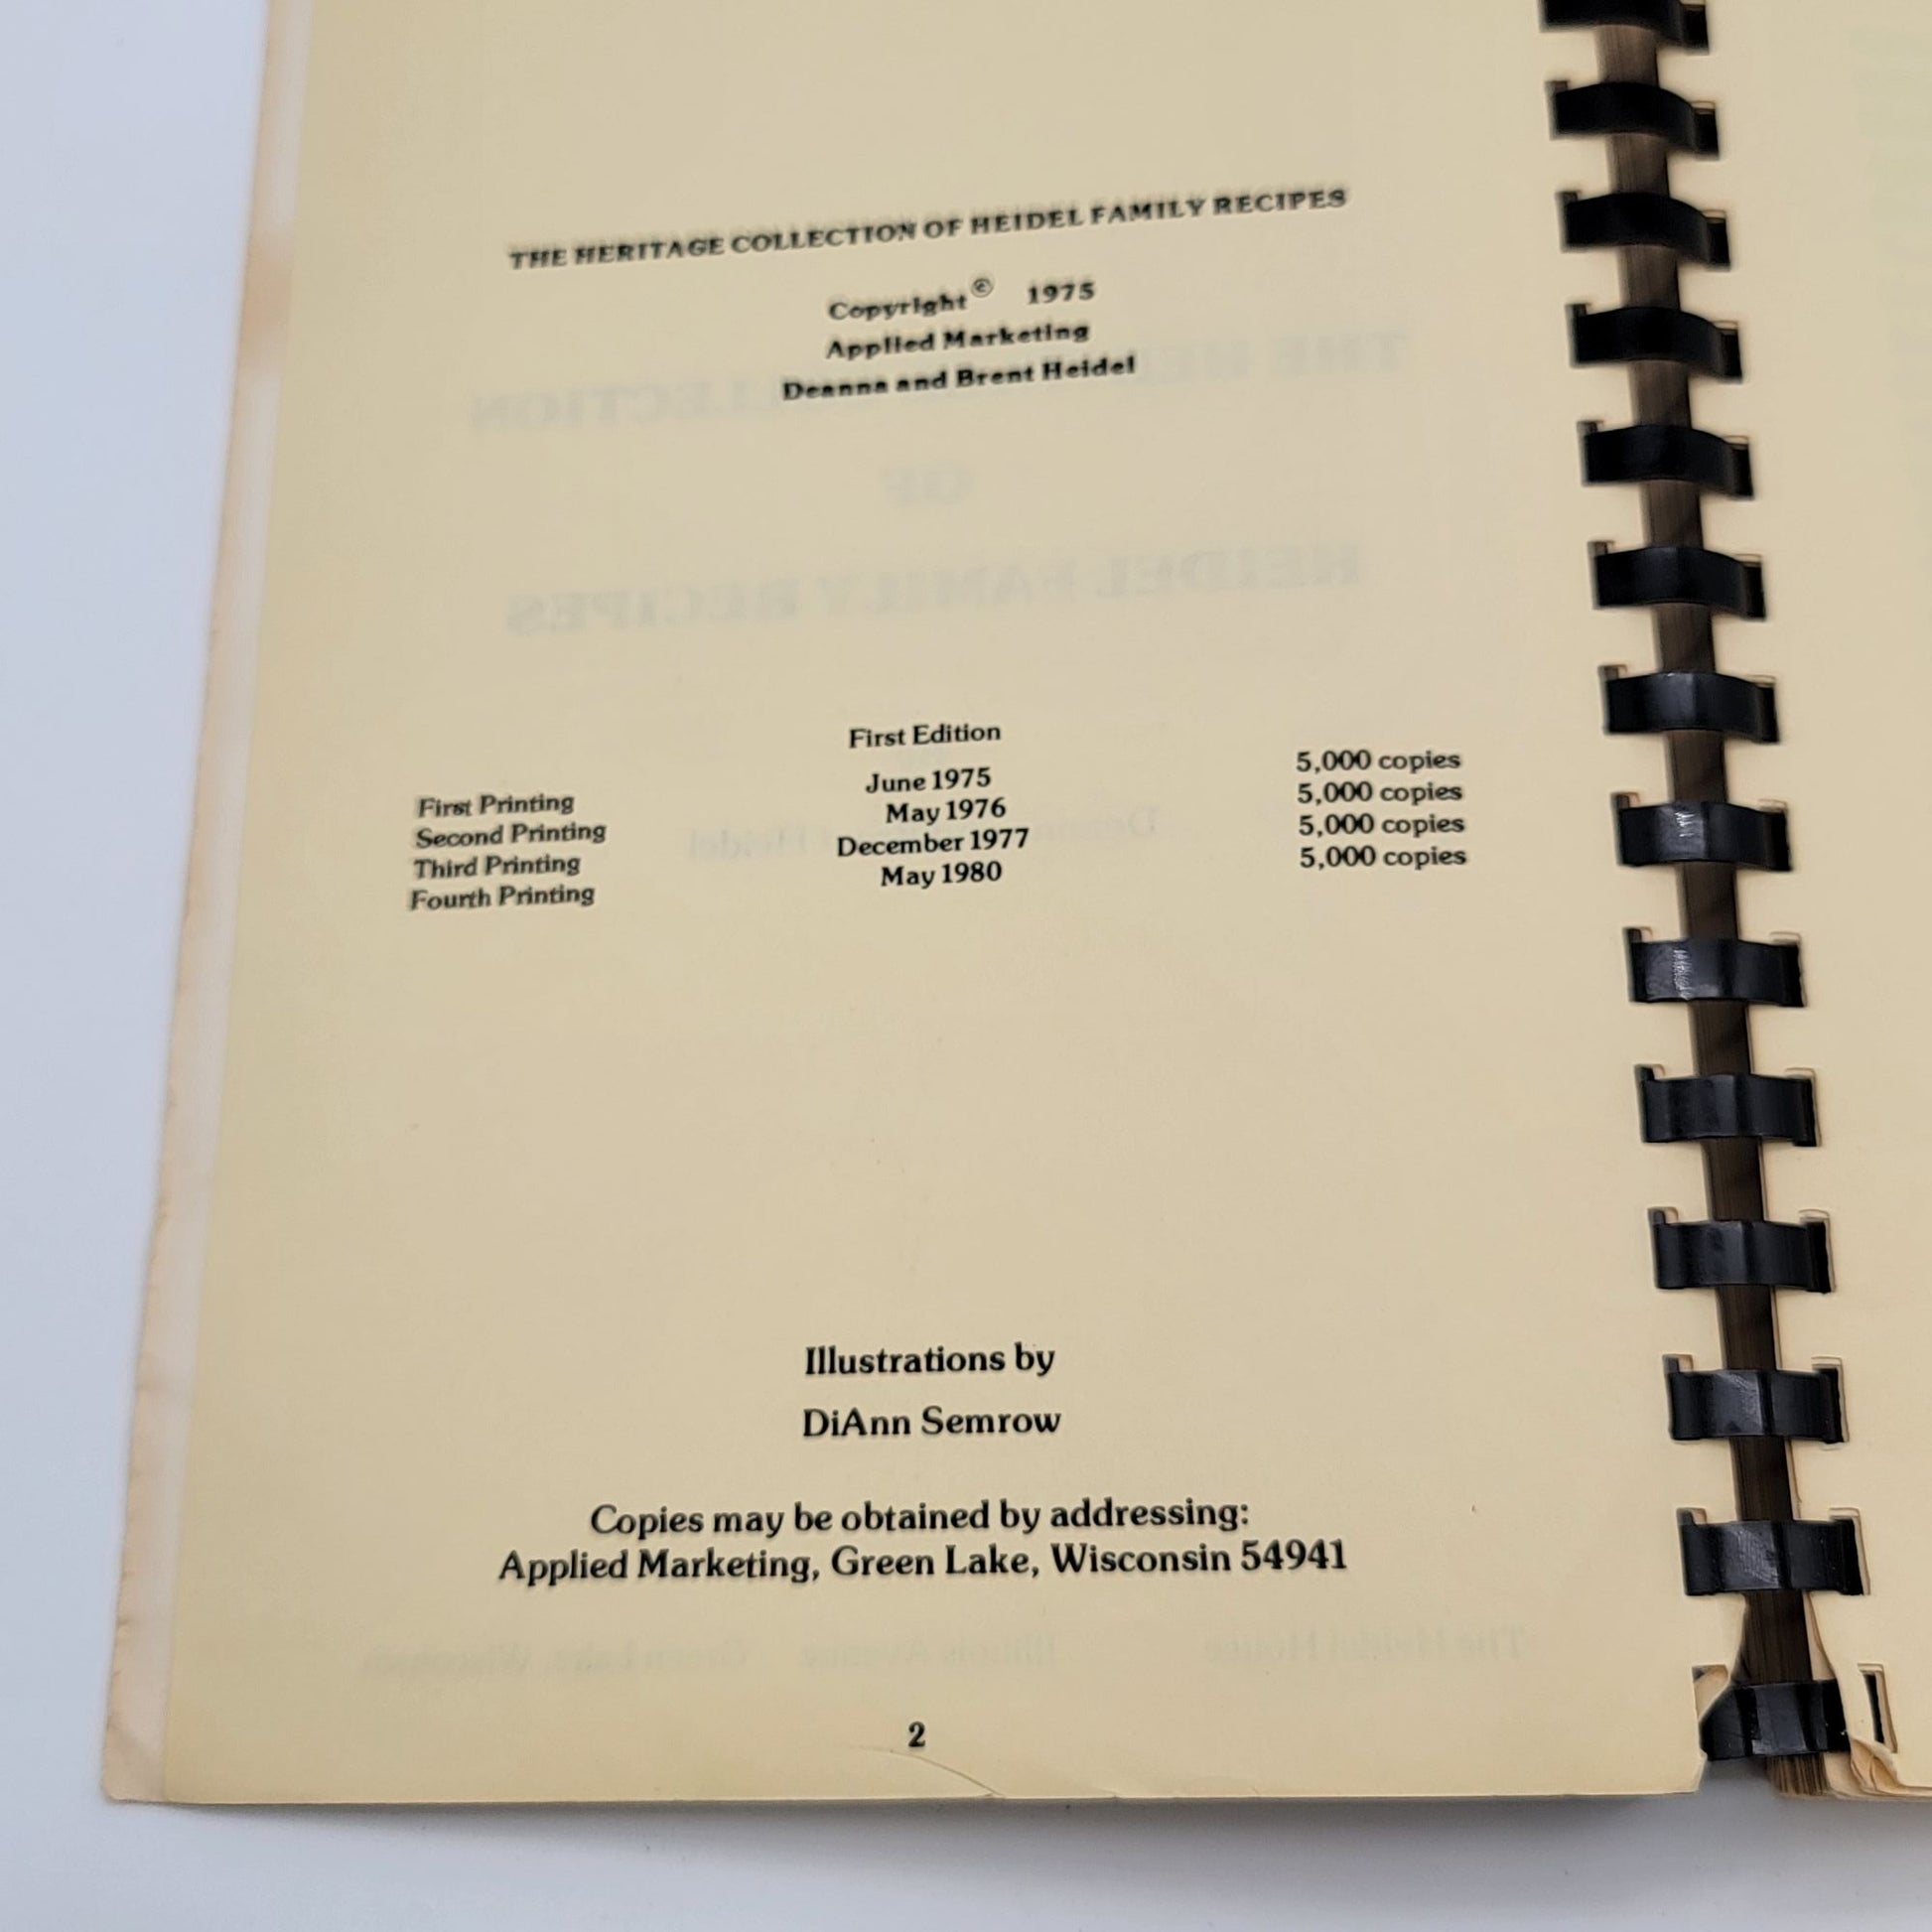 THE HERITAGE COLLECTION OF HEIDEL FAMILY RECIPES
Copyright © 1975
Applied Marketing
Deanna and Brent Heidel
First Edition
First Printing June 1975 5,000 copies
Second Printing May 1976 5,000 copies
Third Printing December 1977 5,000 copies
Fourth Printing May 1980 5,000 copies
Illustrations by
DiAnn Semrow
Copies may be obtained by addressing:
Applied Marketing, Green Lake, Wisconsin 54941
2